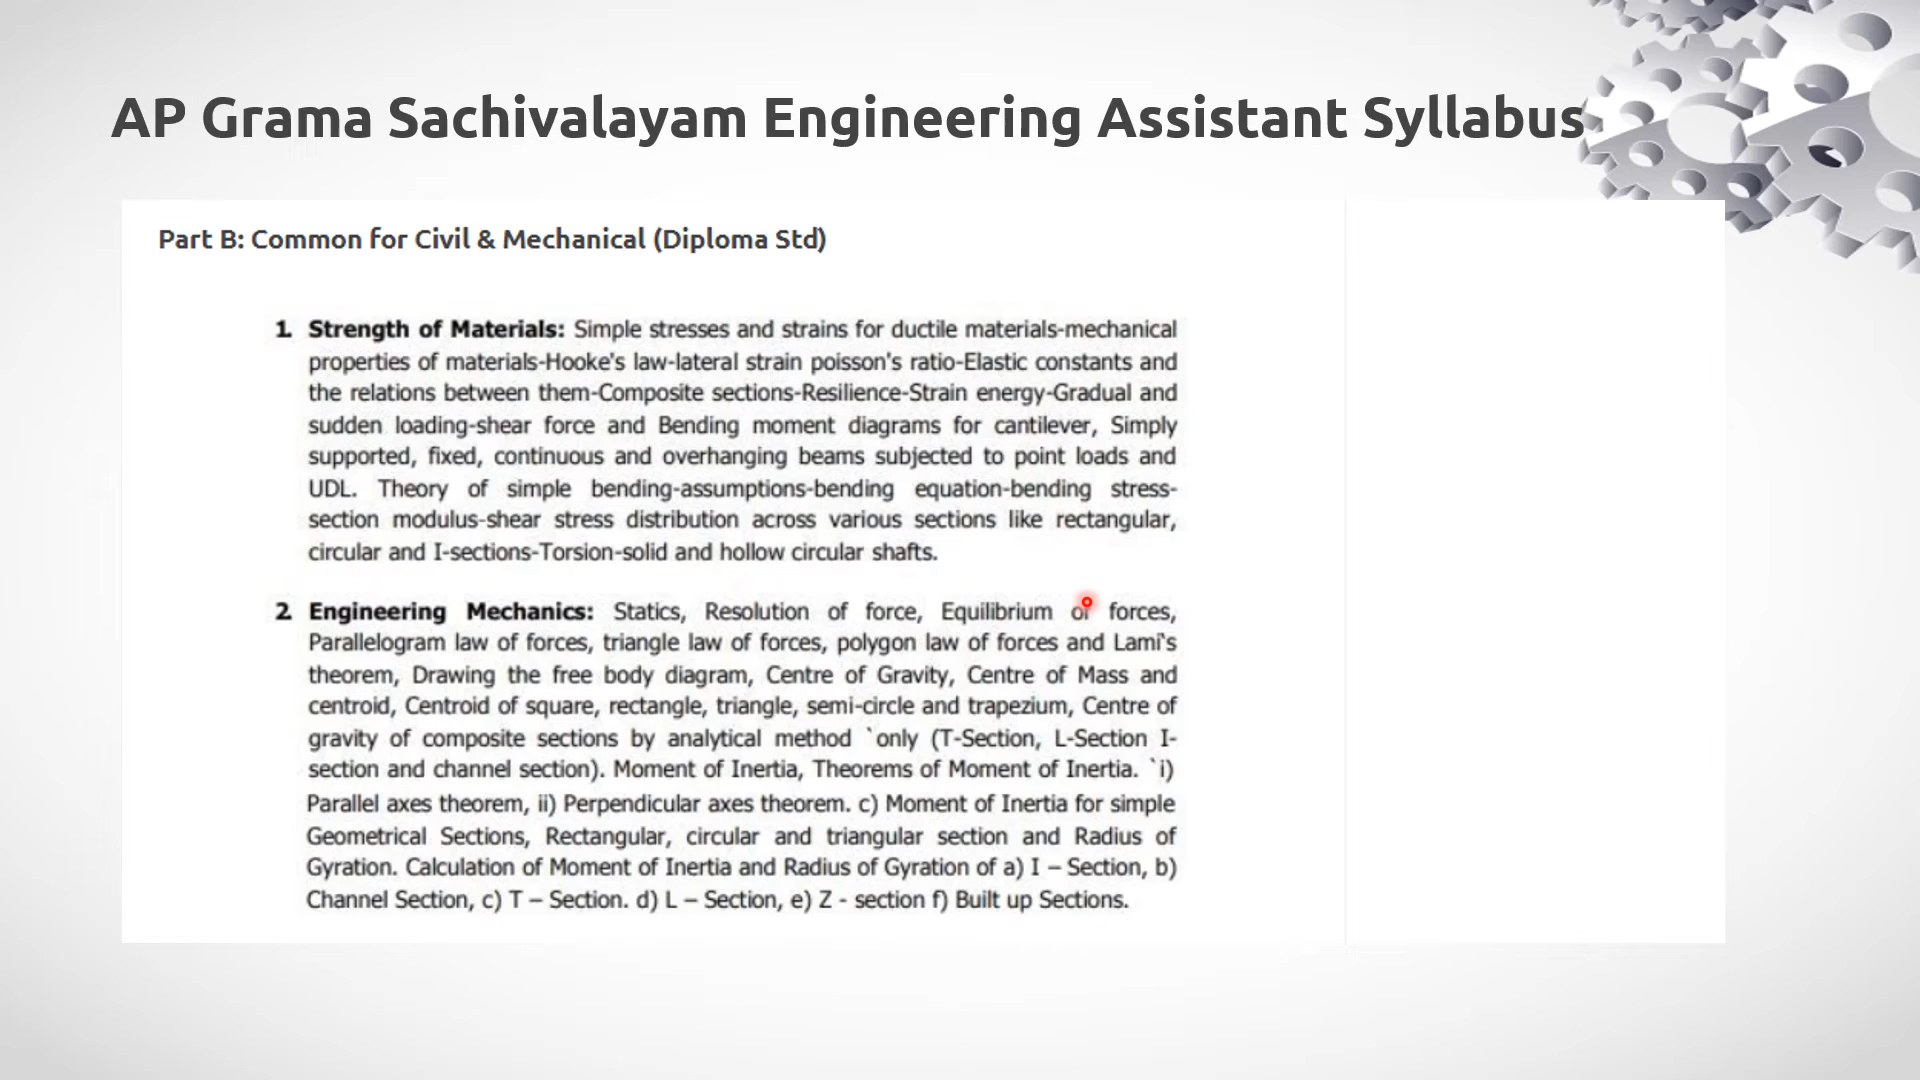 AP Grama Sachivalayam Engineering Assistant Syllabus
Part B: Common for Civil & Mechanical (Diploma Std)
1. Strength of Materials: Simple stresses and strains for ductile materials-mechanical
properties of materials-Hooke's law-lateral strain poisson's ratio-Elastic constants and
the relations between them-Composite sections-Resilience-Strain energy-Gradual and
sudden loading-shear force and Bending moment diagrams for cantilever, Simply
supported, fixed, continuous and overhanging beams subjected to point loads and
UDL. Theory of simple bending-assumptions-bending equation-bending stress-
section modulus-shear stress distribution across various sections like rectangular,
circular and I-sections-Torsion-solid and hollow circular shafts.
2. Engineering Mechanics: Statics, Resolution of force, Equilibrium of forces,
Parallelogram law of forces, triangle law of forces, polygon law of forces and Lami's
theorem, Drawing the free body diagram, Centre of Gravity, Centre of Mass and
centroid, Centroid of square, rectangle, triangle, semi-circle and trapezium, Centre of
gravity of composite sections by analytical method `only (T-Section, L-Section I-
section and channel section). Moment of Inertia, Theorems of Moment of Inertia. `i)
Parallel axes theorem, ii) Perpendicular axes theorem. c) Moment of Inertia for simple
Geometrical Sections, Rectangular, circular and triangular section and Radius of
Gyration. Calculation of Moment of Inertia and Radius of Gyration of a) I – Section, b)
Channel Section, c) T – Section. d) L – Section, e) Z - section f) Built up Sections.